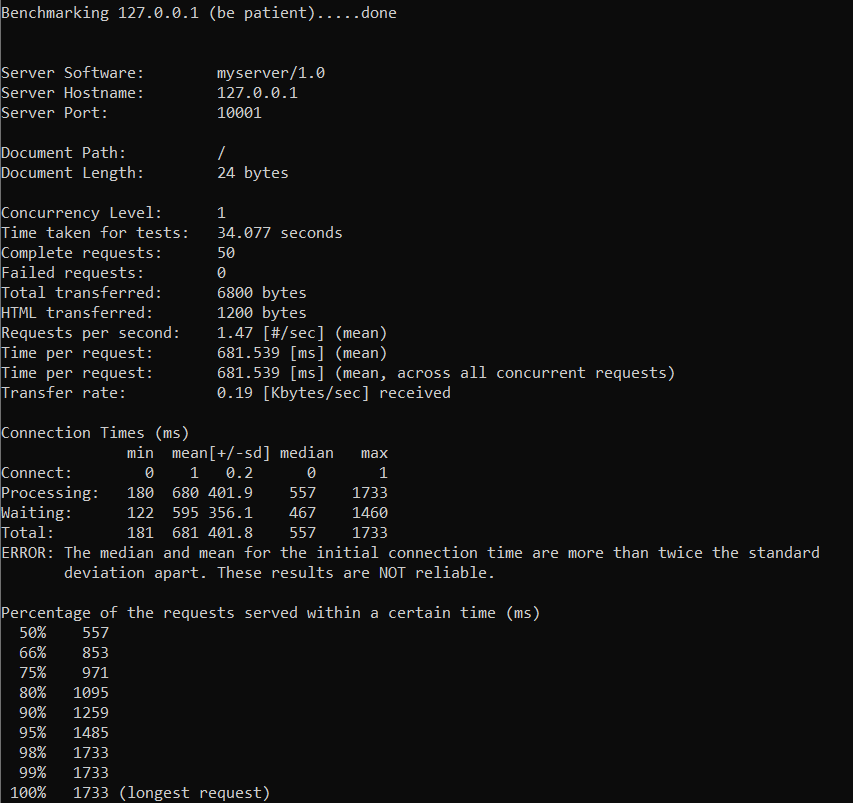 Benchmarking 127.0.0.1 (be patient).....done
Server Software:        myserver/1.0
Server Hostname:        127.0.0.1
Server Port:            10001
Document Path:          /
Document Length:        24 bytes
Concurrency Level:      1
Time taken for tests:   34.077 seconds
Complete requests:      50
Failed requests:        0
Total transferred:      6800 bytes
HTML transferred:       1200 bytes
Requests per second:    1.47 [#/sec] (mean)
Time per request:       681.539 [ms] (mean)
Time per request:       681.539 [ms] (mean, across all concurrent requests)
Transfer rate:          0.19 [Kbytes/sec] received
Connection Times (ms)
              min  mean[+/-sd] median   max
Connect:        0    1   0.2      0       1
Processing:   180  680 401.9    557    1733
Waiting:      122  595 356.1    467    1460
Total:        181  681 401.8    557    1733
ERROR: The median and mean for the initial connection time are more than twice the standard
       deviation apart. These results are NOT reliable.
Percentage of the requests served within a certain time (ms)
  50%    557
  66%    853
  75%    971
  80%   1095
  90%   1259
  95%   1485
  98%   1733
  99%   1733
 100%   1733 (longest request)